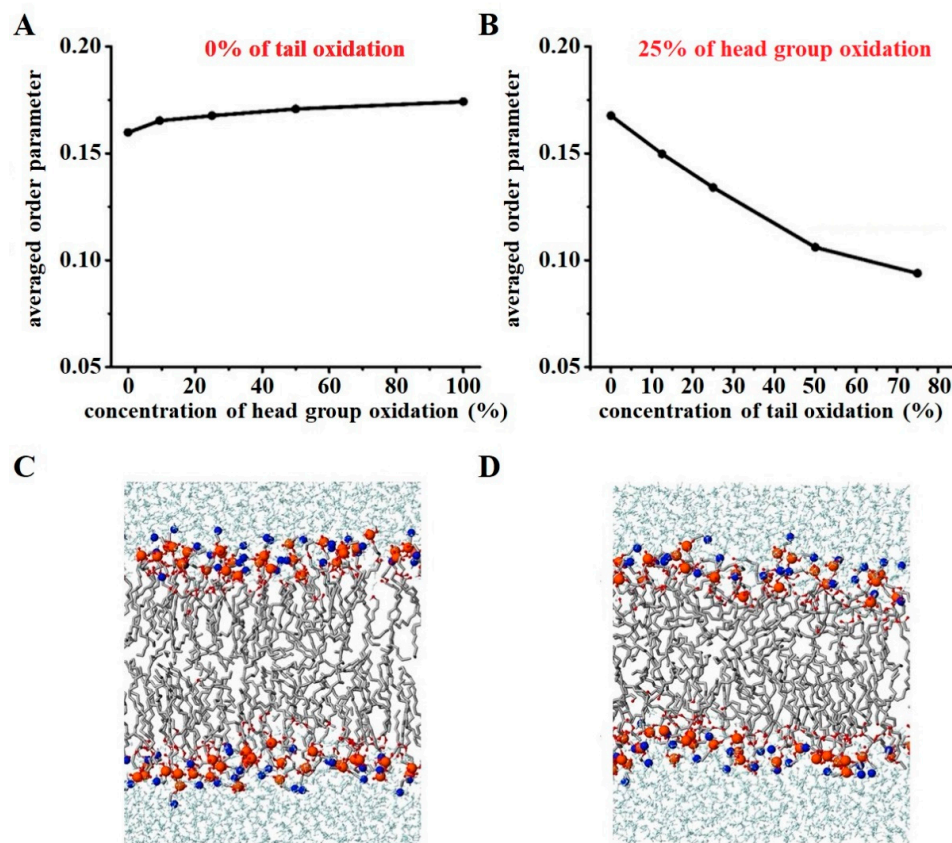 A
0% of tail oxidation
0.20
0.15
0.10
0.05
averaged order parameter
0 20 40 60 80 100
concentration of head group oxidation (%)
B
25% of head group oxidation
0.20
0.15
0.10
0.05
averaged order parameter
0 10 20 30 40 50 60 70 80
concentration of tail oxidation (%)
C
D